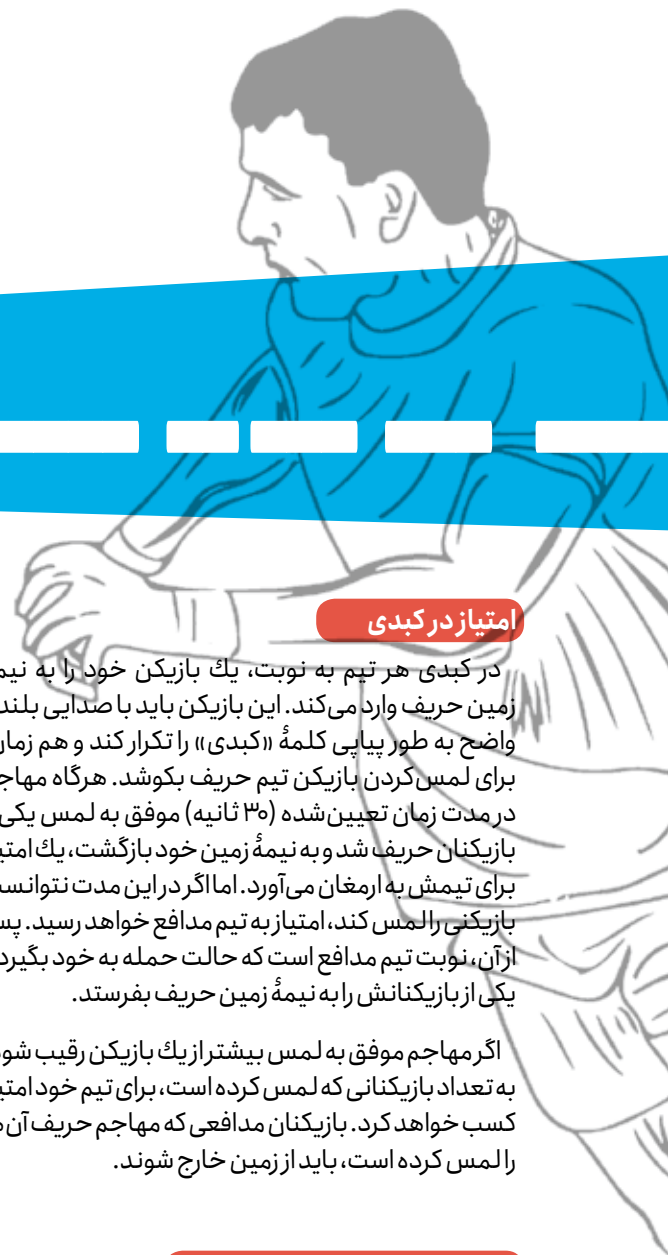 امتیاز در کبدی
در کبدی هر تیم به نوبت، یك بازیکن خود را به نیم
زمین حریف وارد می‌کند. این بازیکن باید با صدایی بلند
واضح به طور پیاپی کلمهٔ «کبدی» را تکرار کند و هم زمان
برای لمس‌کردن بازیکن تیم حریف بکوشد. هرگاه مهاج
در مدت زمان تعیین‌شده (۳۰ ثانیه) موفق به لمس یکی
بازیکنان حریف شد و به نیمهٔ زمین خود بازگشت، یك امتی
برای تیمش به ارمغان می‌آورد. اما اگر در این مدت نتوانس
بازیکنی را لمس کند، امتیاز به تیم مدافع خواهد رسید. پس
از آن، نوبت تیم مدافع است که حالت حمله به خود بگیرد
یکی از بازیکنانش را به نیمهٔ زمین حریف بفرستد.
اگر مهاجم موفق به لمس بیشتر از یك بازیکن رقیب شو
به تعداد بازیکنانی که لمس کرده است، برای تیم خود امتی
کسب خواهد کرد. بازیکنان مدافعی که مهاجم حریف آن
را لمس کرده است، باید از زمین خارج شوند.